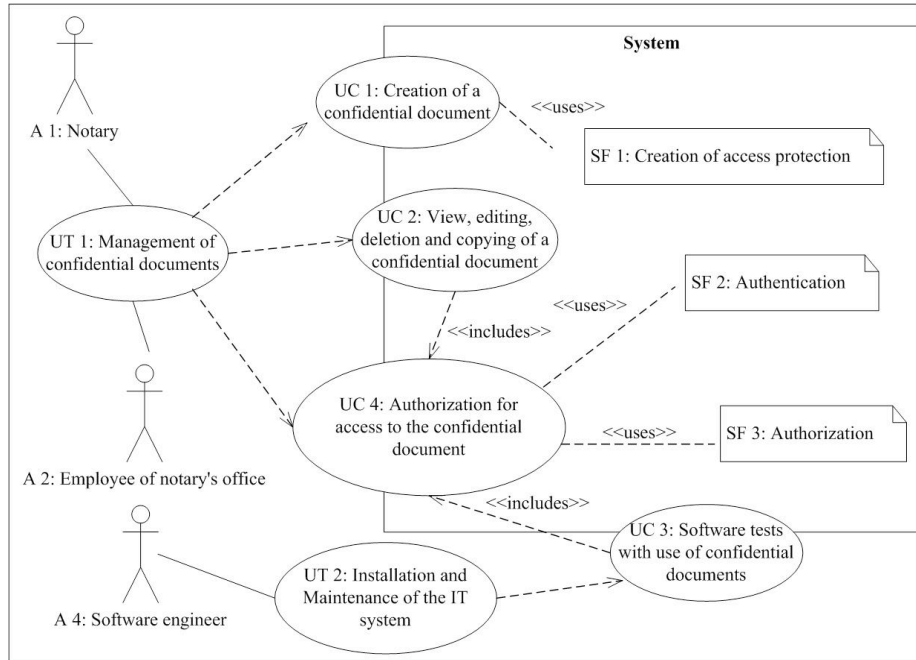 System
UC 1: Creation of a
confidential document
<<uses>>
A 1: Notary
SF 1: Creation of access protection
UC 2: View, editing,
deletion and copying of a
confidential document
UT 1: Management of
confidential documents
SF 2: Authentication
<<uses>>
<<includes>>
UC 4: Authorization for
access to the confidential
document
<<uses>>
SF 3: Authorization
A 2: Employee of notary's office
<<includes>>
UC 3: Software tests
with use of confidential
documents
UT 2: Installation and
Maintenance of the IT
system
A 4: Software engineer